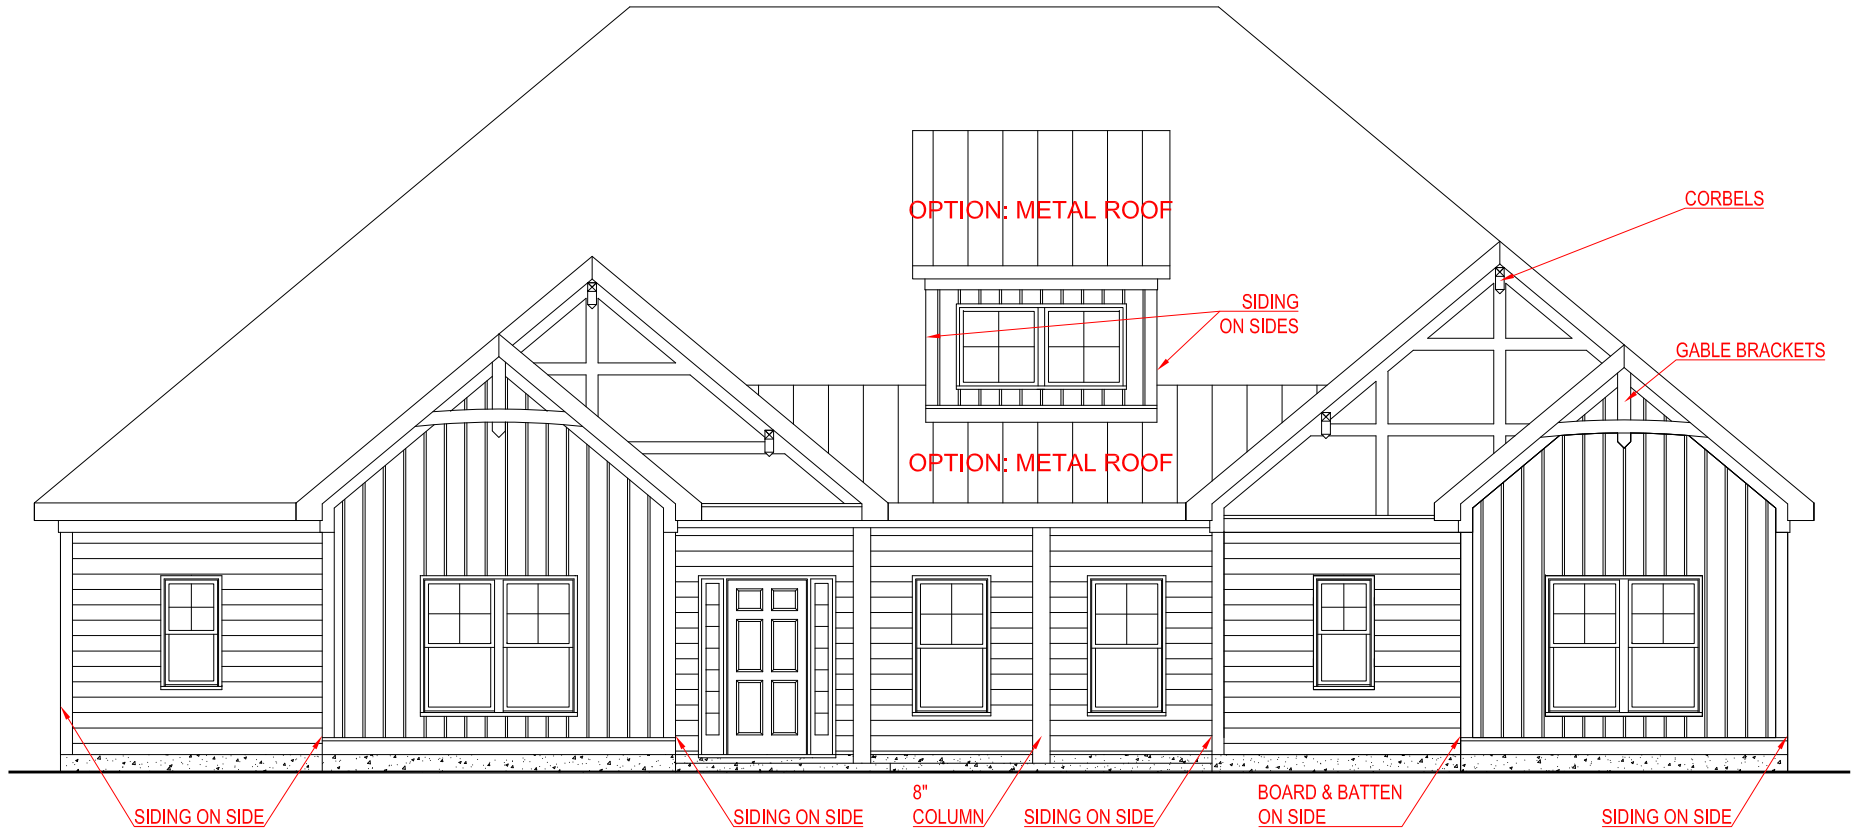 OPTION: METAL ROOF
CORBELS
SIDING
ON SIDES
GABLE BRACKETS
OPTION: METAL ROOF
SIDING ON SIDE
SIDING ON SIDE
8"
COLUMN
SIDING ON SIDE
BOARD & BATTEN
ON SIDE
SIDING ON SIDE